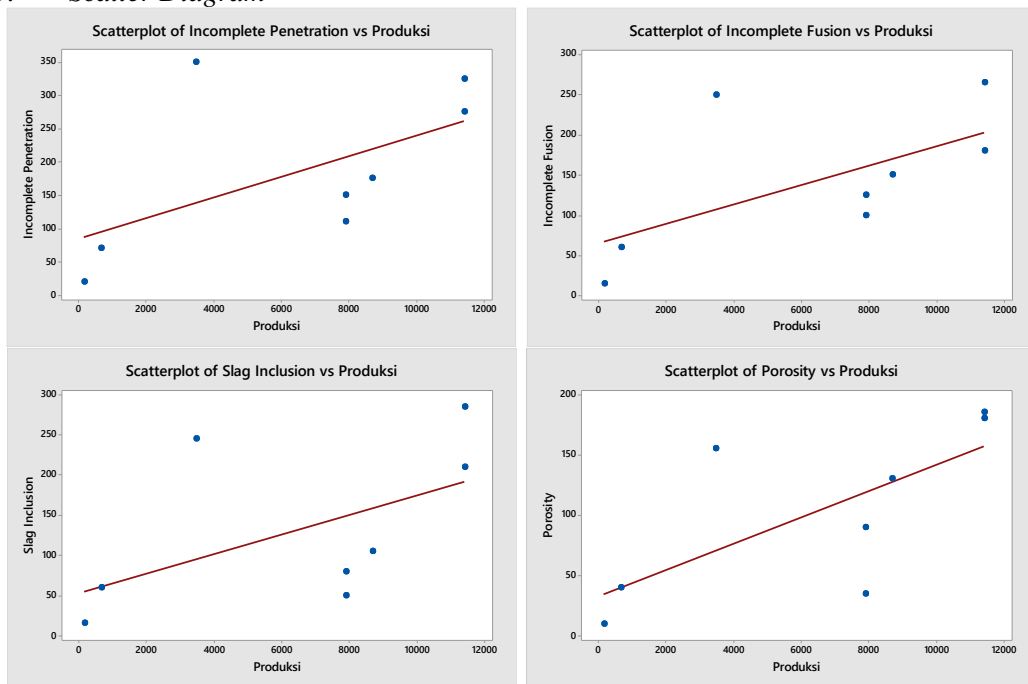 Scatter Diagram
Scatterplot of Incomplete Penetration vs Produksi
350
300
250
200
150
100
50
0
Incomplete Penetration
0 2000 4000 6000 8000 10000 12000
Produksi
Scatterplot of Incomplete Fusion vs Produksi
300
250
200
150
100
50
0
Incomplete Fusion
0 2000 4000 6000 8000 10000 12000
Produksi
Scatterplot of Slag Inclusion vs Produksi
300
250
200
150
100
50
0
Slag Inclusion
0 2000 4000 6000 8000 10000 12000
Produksi
Scatterplot of Porosity vs Produksi
200
150
100
50
0
Porosity
0 2000 4000 6000 8000 10000 12000
Produksi